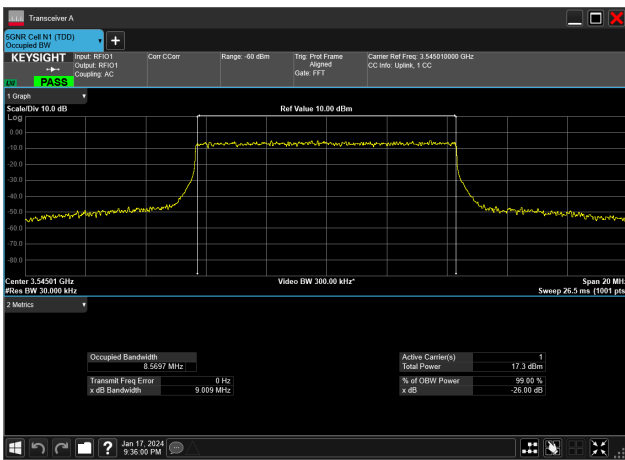 Transceiver A
5GNR Cell N1 (TDD)
Occupied BW
+
KEYSIGHT
Input: RFIO1
Output: RFIO1
Coupling: AC
Corr CCorr
Range: -60 dBm
Trig: Prot Frame
Aligned
Gate: FFT
Carrier Ref Freq: 3.545010000 GHz
CC Info: Uplink, 1 CC
LV
PASS
1 Graph
Scale/Div 10.0 dB
Ref Value 10.00 dBm
Log
0.00
-10.0
-20.0
-30.0
-40.0
-50.0
-60.0
-70.0
-80.0
Center 3.54501 GHz
Video BW 300.00 kHz*
Span 20 MHz
#Res BW 30.000 kHz
Sweep 26.5 ms (1001 pts
2 Metrics
Occupied Bandwidth
8.5697 MHz
Transmit Freq Error 0 Hz
x dB Bandwidth 9.009 MHz
Active Carrier(s) 1
Total Power 17.3 dBm
% of OBW Power 99.00 %
x dB -26.00 dB
?
Jan 17, 2024
9:36:00 PM